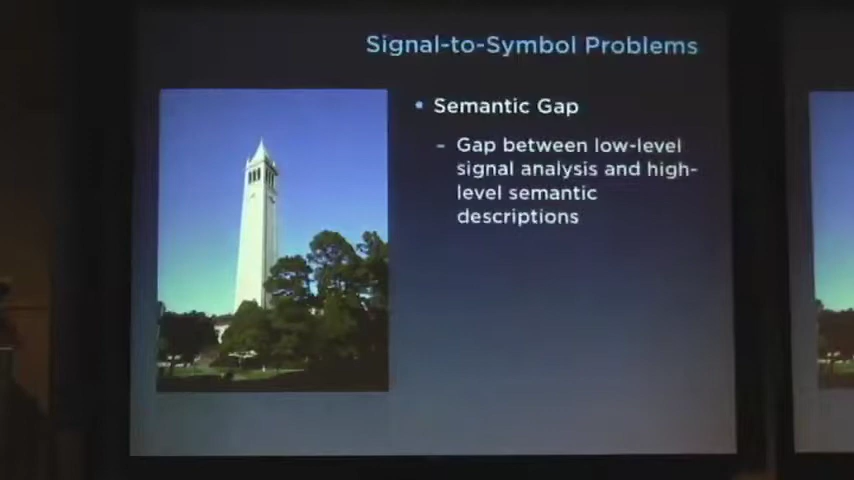 Signal-to-Symbol Problems
• Semantic Gap
– Gap between low-level
signal analysis and high-
level semantic
descriptions